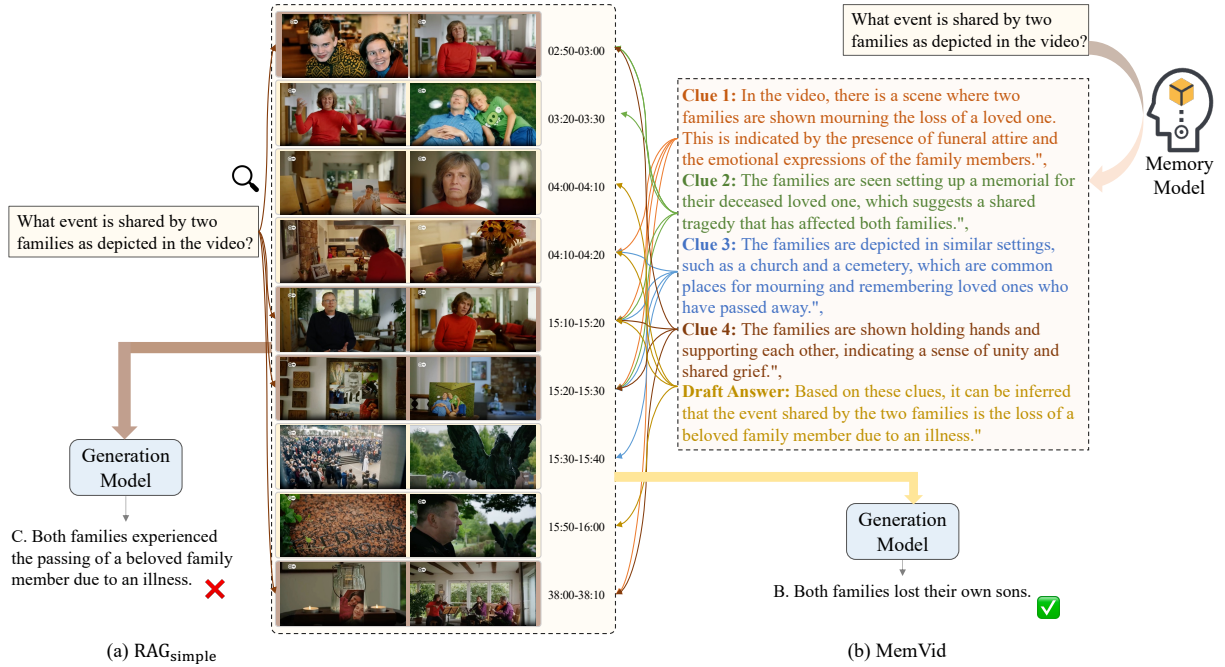 What event is shared by two
families as depicted in the video?
Generation
Model
C. Both families experienced
the passing of a beloved family
member due to an illness.
(a) RAGsimple
02:50-03:00
03:20-03:30
04:00-04:10
04:10-04:20
15:10-15:20
15:20-15:30
15:30-15:40
15:50-16:00
38:00-38:10
What event is shared by two
families as depicted in the video?
Memory
Model
Clue 1: In the video, there is a scene where two
families are shown mourning the loss of a loved one.
This is indicated by the presence of funeral attire and
the emotional expressions of the family members.",
Clue 2: The families are seen setting up a memorial for
their deceased loved one, which suggests a shared
tragedy that has affected both families.",
Clue 3: The families are depicted in similar settings,
such as a church and a cemetery, which are common
places for mourning and remembering loved ones who
have passed away.",
Clue 4: The families are shown holding hands and
supporting each other, indicating a sense of unity and
shared grief.",
Draft Answer: Based on these clues, it can be inferred
that the event shared by the two families is the loss of a
beloved family member due to an illness."
Generation
Model
B. Both families lost their own sons.
(b) MemVid